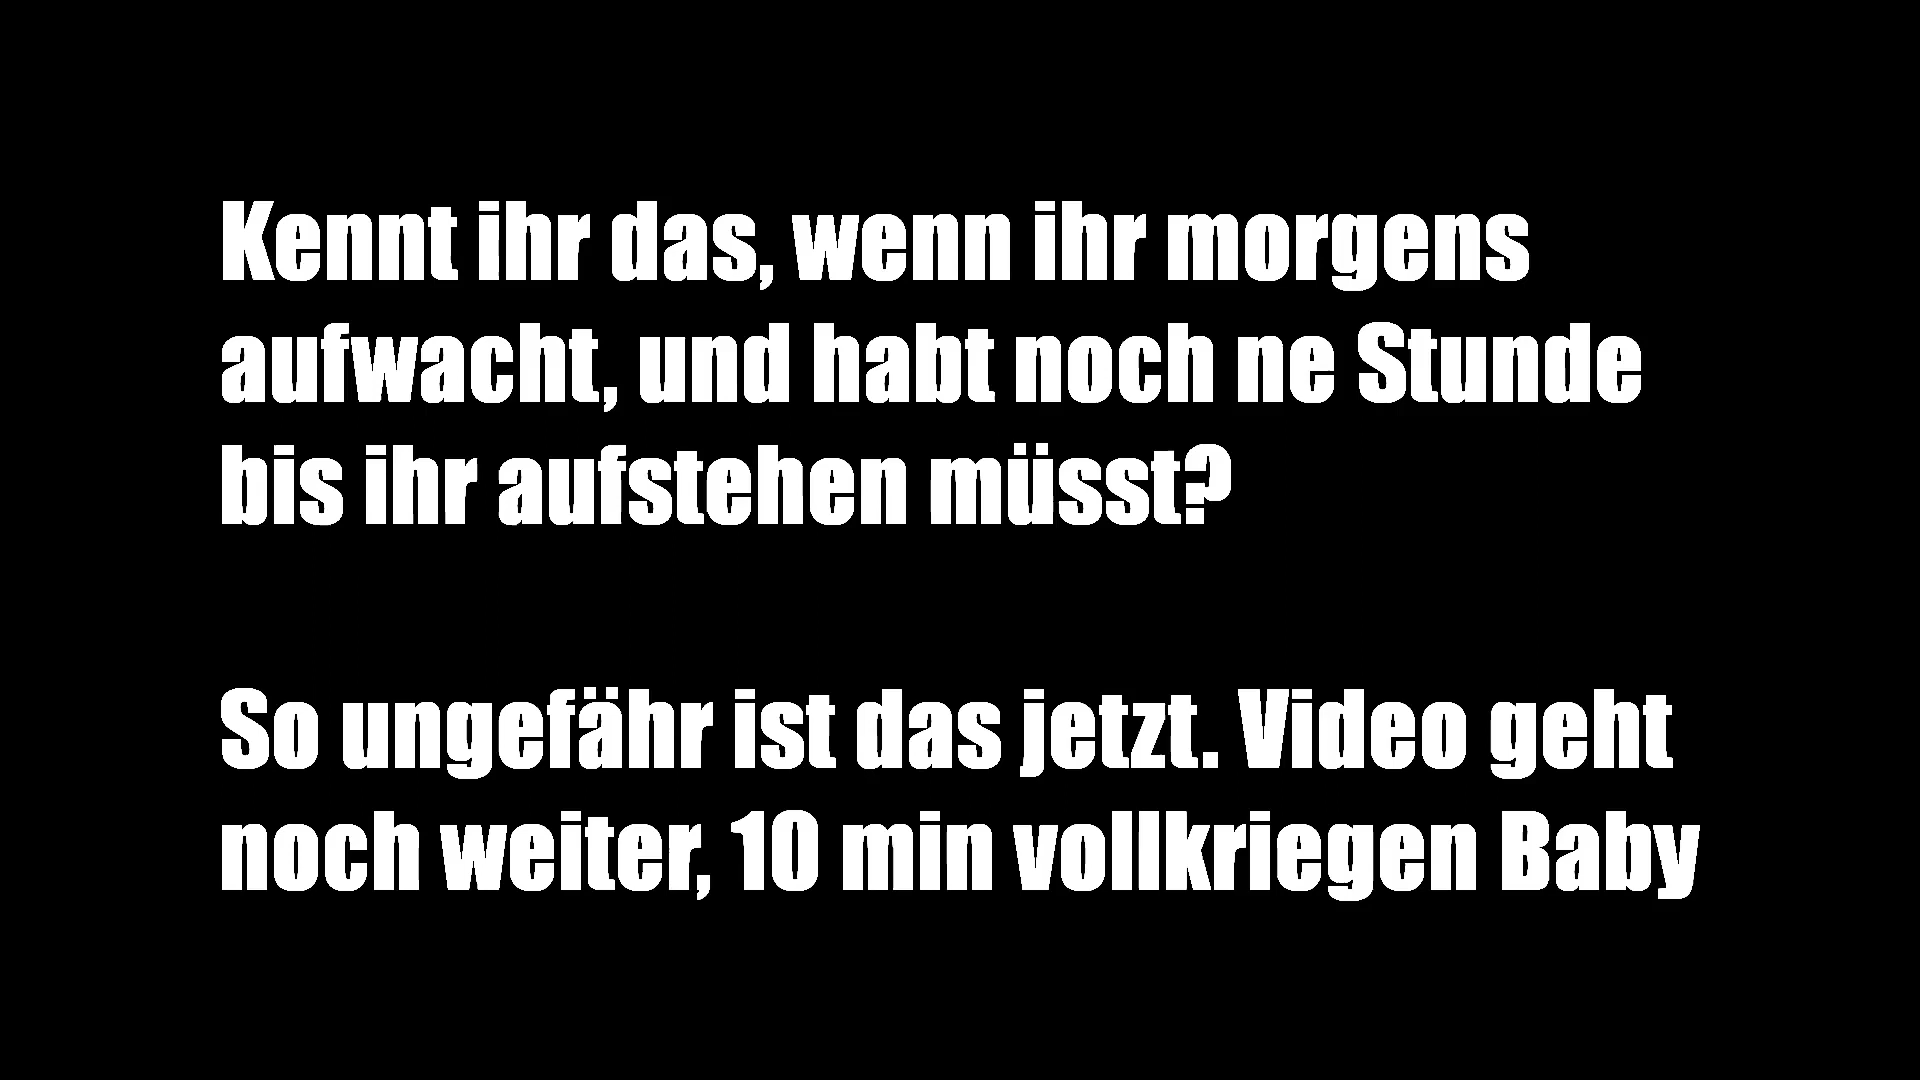 Kennt ihr das, wenn ihr morgens
aufwacht, und habt noch ne Stunde
bis ihr aufstehen müsst?
So ungefähr ist das jetzt. Video geht
noch weiter, 10 min vollkriegen Baby